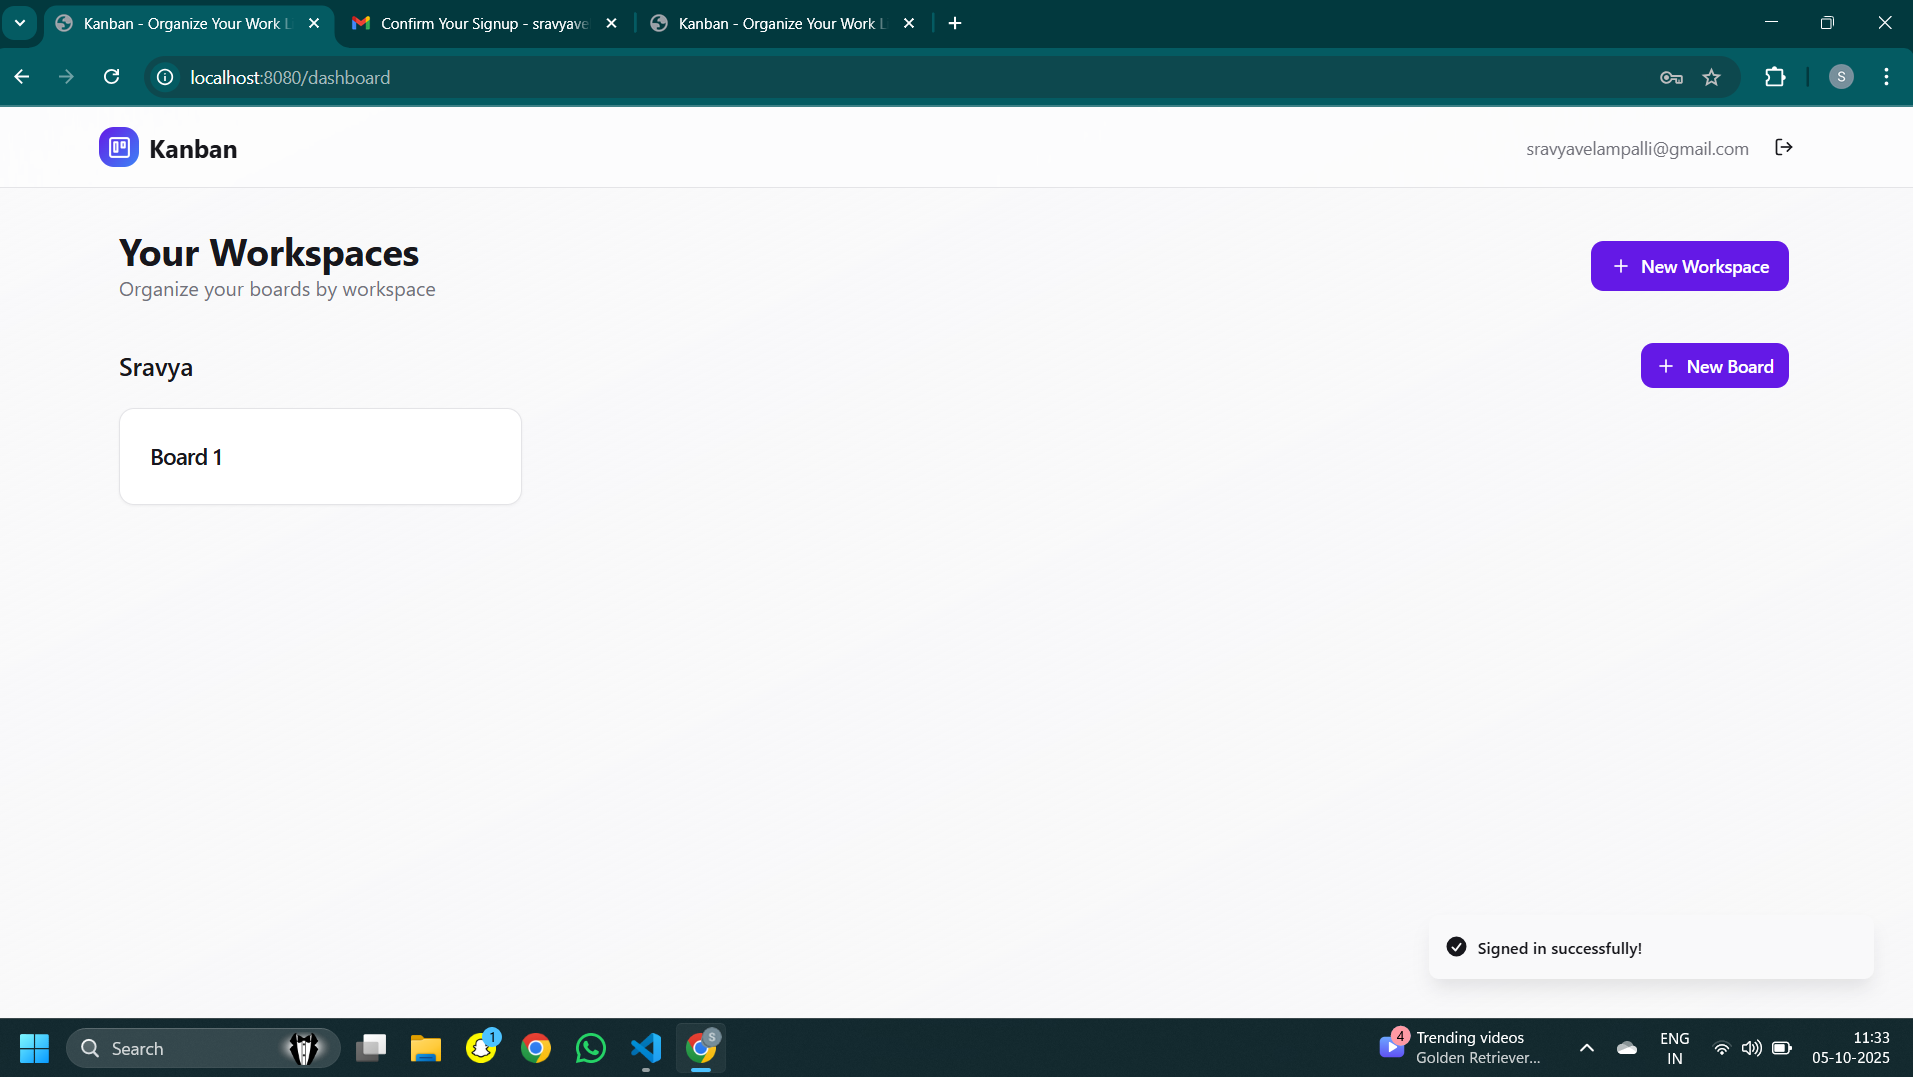 Kanban - Organize Your Work L
Confirm Your Signup - sravyave
Kanban - Organize Your Work L
localhost:8080/dashboard
S
Kanban
sravyavelampalli@gmail.com
Your Workspaces
Organize your boards by workspace
+ New Workspace
Sravya
+ New Board
Board 1
Signed in successfully!
Search
1
S
4
Trending videos
Golden Retriever...
ENG
IN
11:33
05-10-2025